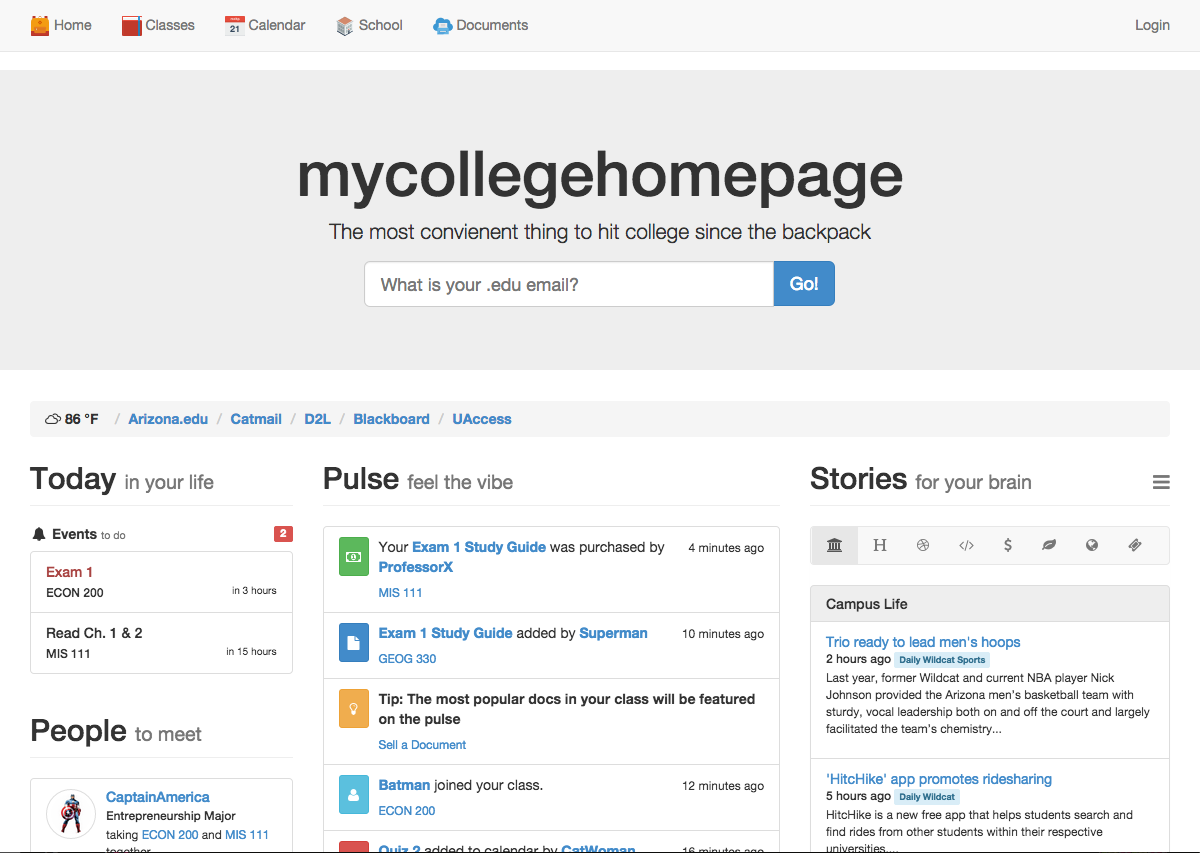 Home Classes 21 Calendar School Documents Login
mycollegehomepage
The most convienent thing to hit college since the backpack
What is your .edu email? Go!
86 °F / Arizona.edu / Catmail / D2L / Blackboard / UAccess
Today in your life
Events to do 2
Exam 1
ECON 200 in 3 hours
Read Ch. 1 & 2
MIS 111 in 15 hours
People to meet
CaptainAmerica
Entrepreneurship Major
taking ECON 200 and MIS 111
together
Pulse feel the vibe
Your Exam 1 Study Guide was purchased by 4 minutes ago
ProfessorX
MIS 111
Exam 1 Study Guide added by Superman 10 minutes ago
GEOG 330
Tip: The most popular docs in your class will be featured
on the pulse
Sell a Document
Batman joined your class. 12 minutes ago
ECON 200
Quiz 2 added to calendar by CatWoman 16 minutes ago
Stories for your brain
H </> $
Campus Life
Trio ready to lead men's hoops
2 hours ago Daily Wildcat Sports
Last year, former Wildcat and current NBA player Nick
Johnson provided the Arizona men's basketball team with
sturdy, vocal leadership both on and off the court and largely
facilitated the team's chemistry...
'HitcHike' app promotes ridesharing
5 hours ago Daily Wildcat
HitcHike is a new free app that helps students search and
find rides from other students within their respective
universities....